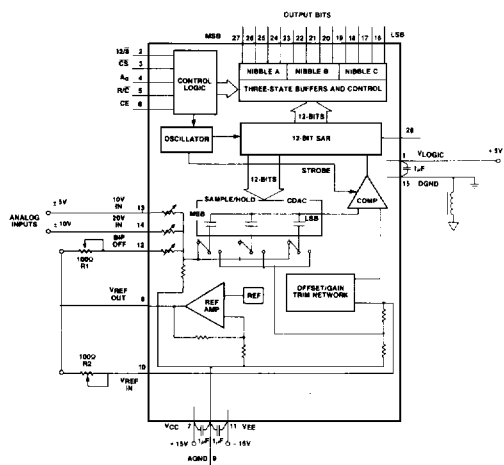 OUTPUT BITS
MSB
LSB
27 26 25 24 23 22 21 20 19 18 17 16
12/8̅ 2
C̅S̅ 3
A₀ 4
R/C̅ 5
CE 6
CONTROL LOGIC
NIBBLE A NIBBLE B NIBBLE C
THREE-STATE BUFFERS AND CONTROL
12-BITS
OSCILLATOR
12-BIT SAR
28
12-BITS
STROBE
1 VLOGIC
+5V
1μF
15 DGND
COMP
SAMPLE/HOLD CDAC
MSB
LSB
ANALOG INPUTS
±5V
±10V
10V IN 13
20V IN 14
BIP OFF 12
100Ω
R1
VREF OUT 8
REF AMP
REF
OFFSET/GAIN TRIM NETWORK
100Ω
R2
10
VREF IN
VCC 7
11 VEE
+15V
1μF
1μF
-15V
AGND 9